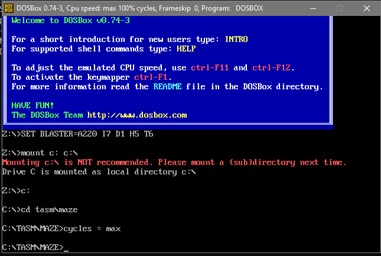 DOSBox 0.74-3, Cpu speed: max 100% cycles, Frameskip 0, Program: DOSBOX
Welcome to DOSBox v0.74-3
For a short introduction for new users type: INTRO
For supported shell commands type: HELP
To adjust the emulated CPU speed, use ctrl-F11 and ctrl-F12.
To activate the keymapper ctrl-F1.
For more information read the README file in the DOSBox directory.
HAVE FUN!
The DOSBox Team http://www.dosbox.com
Z:\>SET BLASTER=A220 I7 D1 H5 T6
Z:\>mount c: c:\
Mounting c:\ is NOT recommended. Please mount a (sub)directory next time.
Drive C is mounted as local directory c:\
Z:\>c:
C:\>cd tasm\maze
C:\TASM\MAZE>cycles = max
C:\TASM\MAZE>_